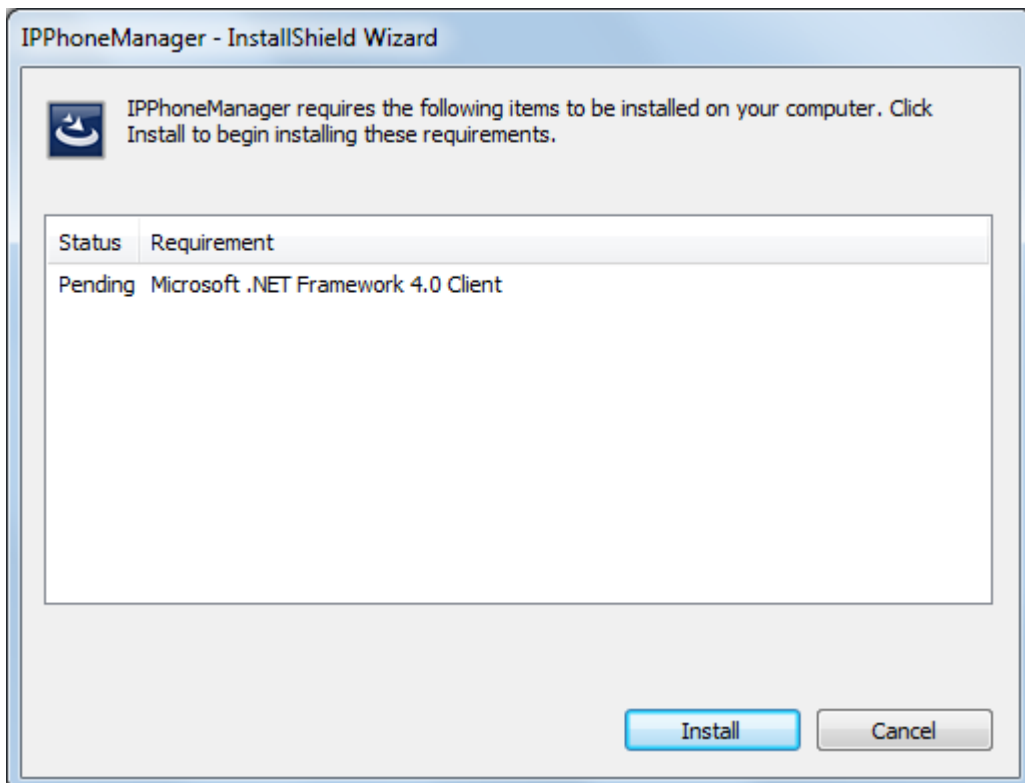 IPPhoneManager - InstallShield Wizard
IPPhoneManager requires the following items to be installed on your computer. Click
Install to begin installing these requirements.
Status Requirement
Pending Microsoft .NET Framework 4.0 Client
Install Cancel